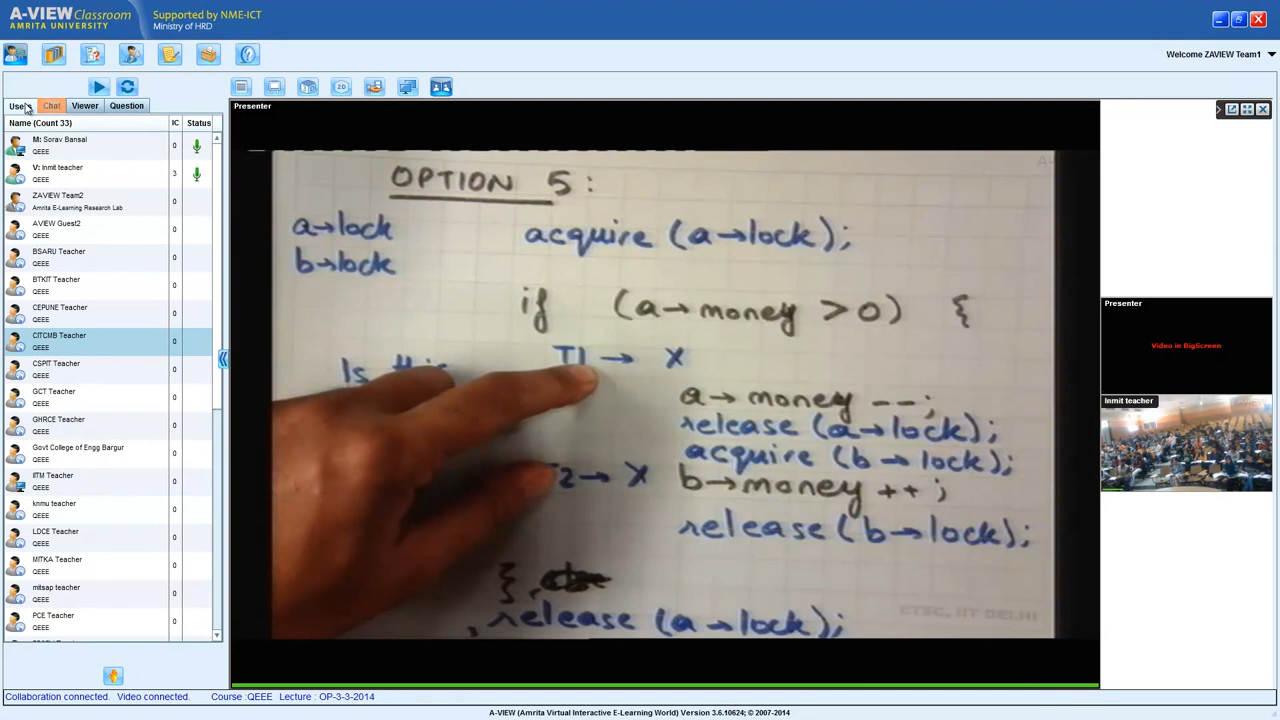 A-VIEW Classroom
AMRITA UNIVERSITY
Supported by NME-ICT
Ministry of HRD
Welcome ZAVIEW Team1
Chat
Viewer
Question
Name (Count 33)
IC
Status
M: Sorav Bansal
QEEE
0
V: Inmit teacher
QEEE
3
ZAVIEW Team2
Amrita E-Learning Research Lab
0
AVIEW Guest2
QEEE
0
BSARU Teacher
QEEE
0
BTKIT Teacher
QEEE
0
CEPUNE Teacher
QEEE
0
CITCMB Teacher
QEEE
0
CSPIT Teacher
QEEE
0
GCT Teacher
QEEE
0
GHRCE Teacher
QEEE
0
Govt College of Engg Bargur
QEEE
0
IITM Teacher
QEEE
0
knmu Teacher
QEEE
0
LDCE Teacher
QEEE
0
MITKA Teacher
QEEE
0
mitsap Teacher
QEEE
0
PCE Teacher
QEEE
0
Presenter
OPTION 5:
a→lock
b→lock
acquire (a→lock);
if (a→money >0) {
Is this
T1 → X
a→ money --;
release (a→lock);
acquire (b→lock);
T2 → X
b→money ++;
release (b→lock);
}
release (a→lock);
ETSC, IIT DELHI
Presenter
Video in BigScreen
Inmit teacher
Collaboration connected. Video connected. Course :QEEE Lecture : OP-3-3-2014
A-VIEW (Amrita Virtual Interactive E-Learning World) Version 3.6.10624; © 2007-2014